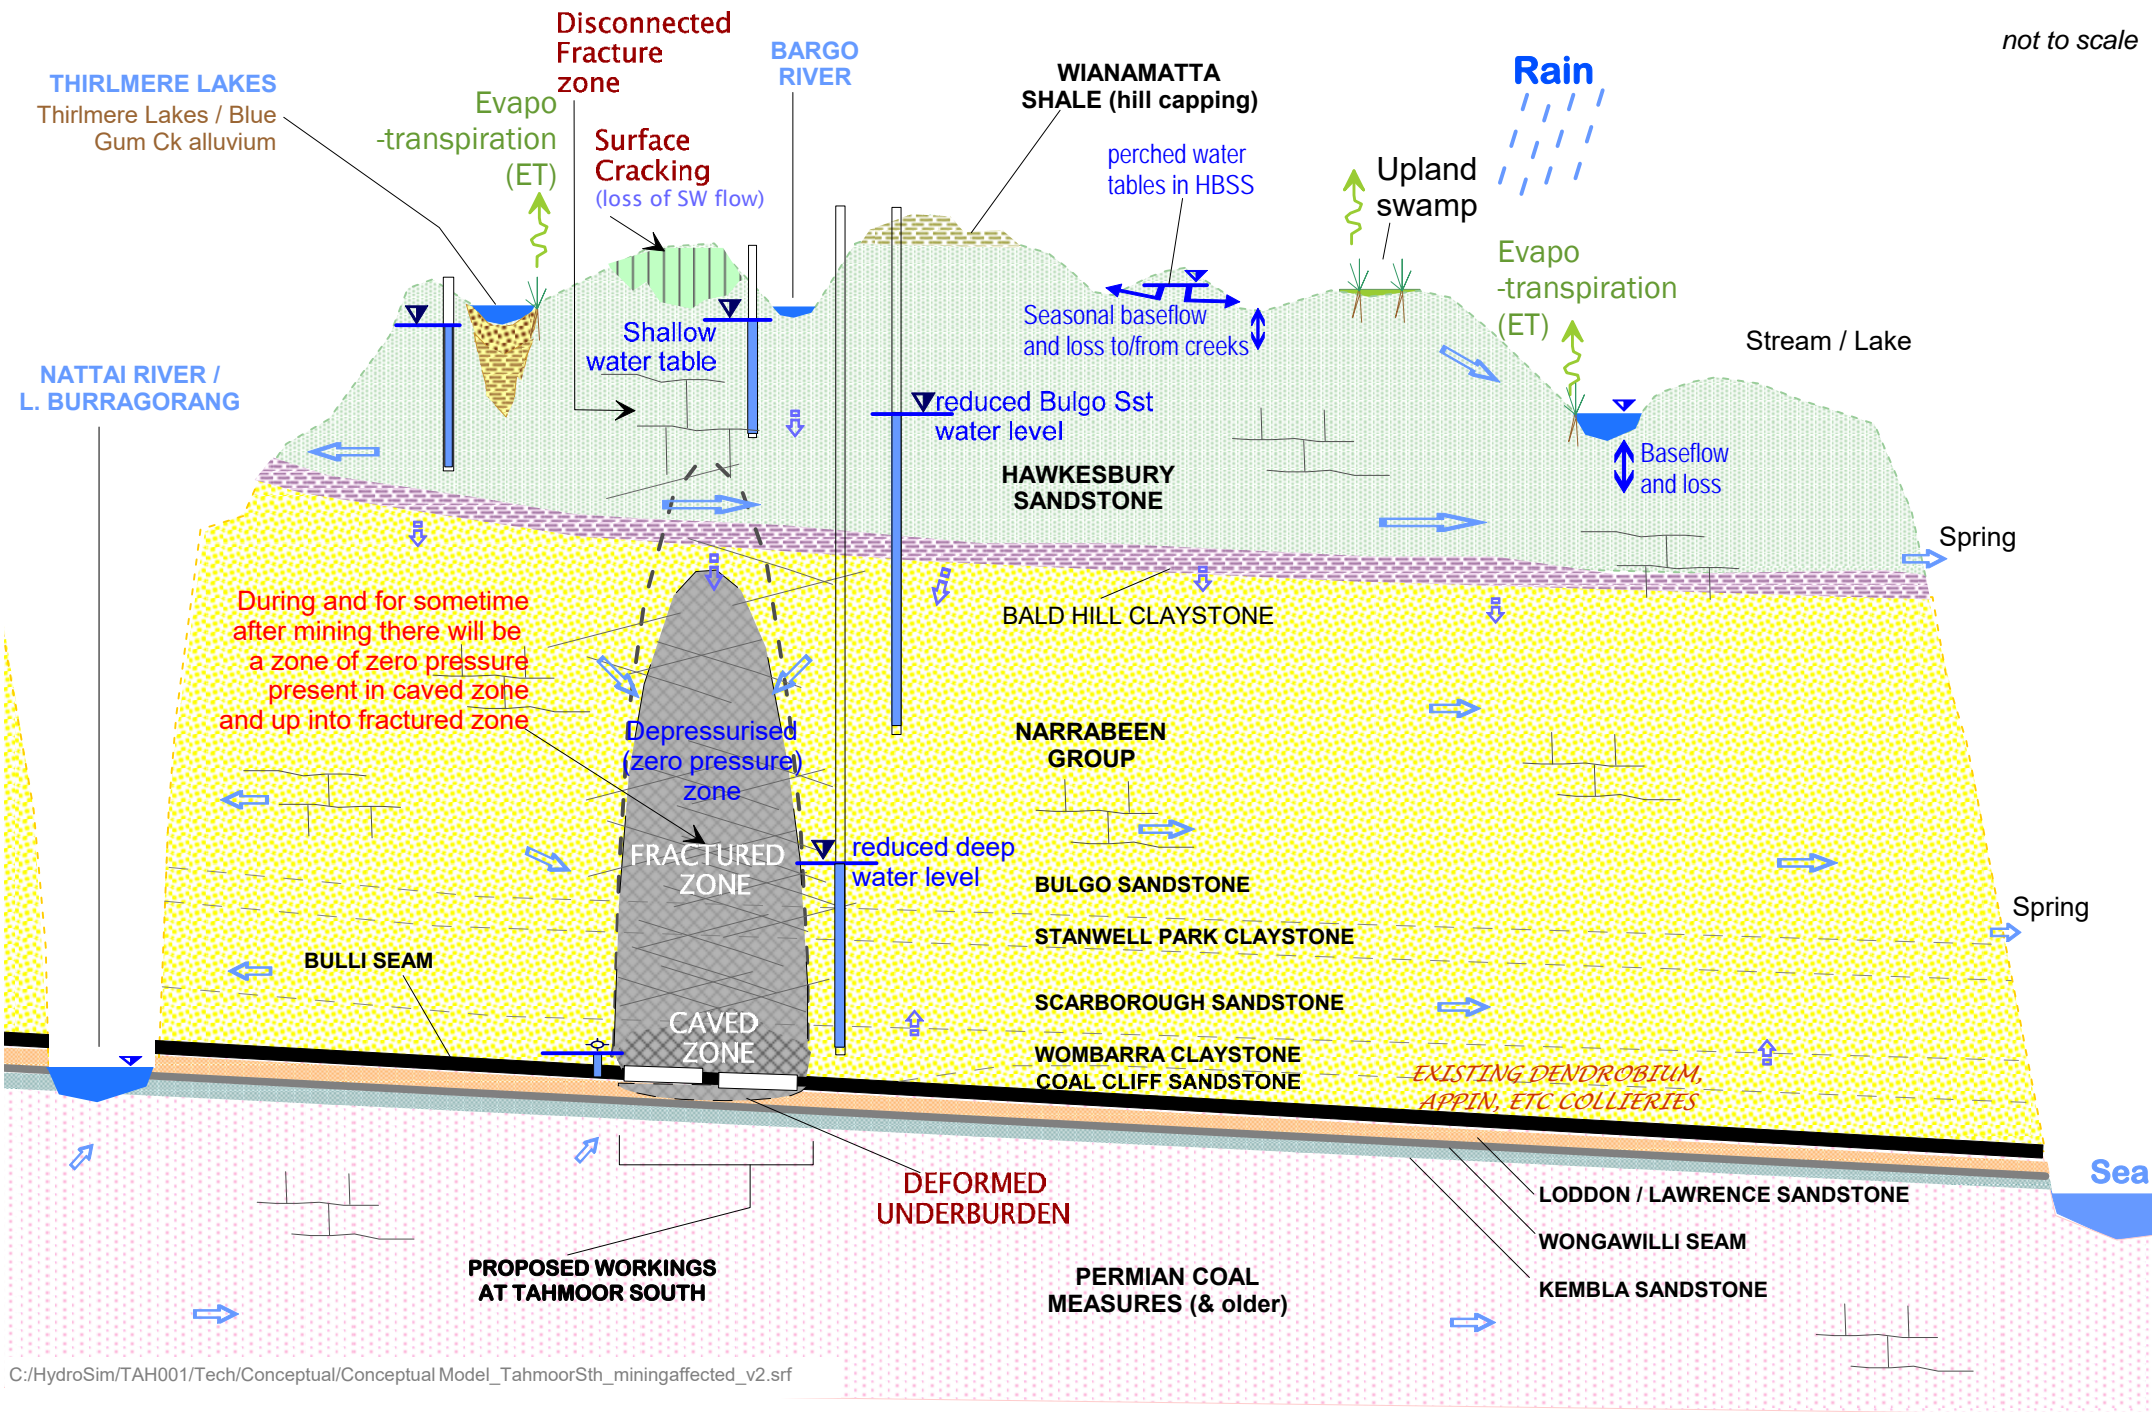 not to scale
Disconnected
Fracture
zone
BARGO
RIVER
WIANAMATTA
SHALE (hill capping)
Rain
THIRLMERE LAKES
Thirlmere Lakes / Blue
Gum Ck alluvium
Evapo
-transpiration
(ET)
Surface
Cracking
(loss of SW flow)
perched water
tables in HBSS
Upland
swamp
Evapo
-transpiration
(ET)
Stream / Lake
Shallow
water table
Seasonal baseflow
and loss to/from creeks
NATTAI RIVER /
L. BURRAGORANG
reduced Bulgo Sst
water level
Baseflow
and loss
HAWKESBURY
SANDSTONE
Spring
BALD HILL CLAYSTONE
During and for sometime
after mining there will be
a zone of zero pressure
present in caved zone
and up into fractured zone
Depressurised
(zero pressure)
zone
NARRABEEN
GROUP
FRACTURED
ZONE
reduced deep
water level
BULGO SANDSTONE
Spring
STANWELL PARK CLAYSTONE
BULLI SEAM
SCARBOROUGH SANDSTONE
CAVED
ZONE
WOMBARRA CLAYSTONE
COAL CLIFF SANDSTONE
EXISTING DENDROBIUM,
APPIN, ETC COLLIERIES
Sea
DEFORMED
UNDERBURDEN
LODDON / LAWRENCE SANDSTONE
WONGAWILLI SEAM
KEMBLA SANDSTONE
PROPOSED WORKINGS
AT TAHMOOR SOUTH
PERMIAN COAL
MEASURES (& older)
C:/HydroSim/TAH001/Tech/Conceptual/Conceptual Model_TahmoorSth_miningaffected_v2.srf